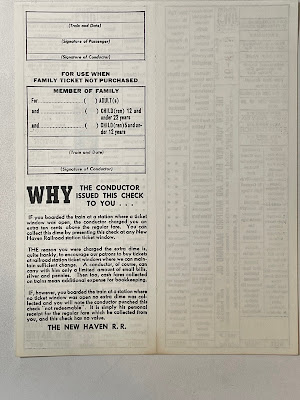 (Train and Date)
(Signature of Passenger)
(Signature of Conductor)
FOR USE WHEN
FAMILY TICKET NOT PURCHASED
MEMBER OF FAMILY
For ( ) ADULT(s)
and ( ) CHILD(ren) 12 and
under 22 years
and ( ) CHILD(ren) 5 and un-
der 12 years
(Train and Date)
(Signature of Conductor)
WHY THE CONDUCTOR
ISSUED THIS CHECK
TO YOU . . .
IF you boarded the train at a station where a ticket
window was open, the conductor charged you an
extra ten cents above the regular fare. You can
collect this dime by presenting this check at any New
Haven Railroad station ticket window.
THE reason you were charged the extra dime is,
quite frankly, to encourage our patrons to buy tickets
at railroad station ticket windows where we can main-
tain sufficient change. A conductor, of course, can
carry with him only a limited amount of small bills,
silver and pennies. Then too, cash fares collected
on trains mean additional expense for bookkeeping.
IF, however, you boarded the train at a station where
no ticket window was open no extra dime was col-
lected and you will note the conductor punched this
check "not redeemable". It is simply his personal
receipt for the regular fare which he collected from
you, and this check has no value.
THE NEW HAVEN R. R.